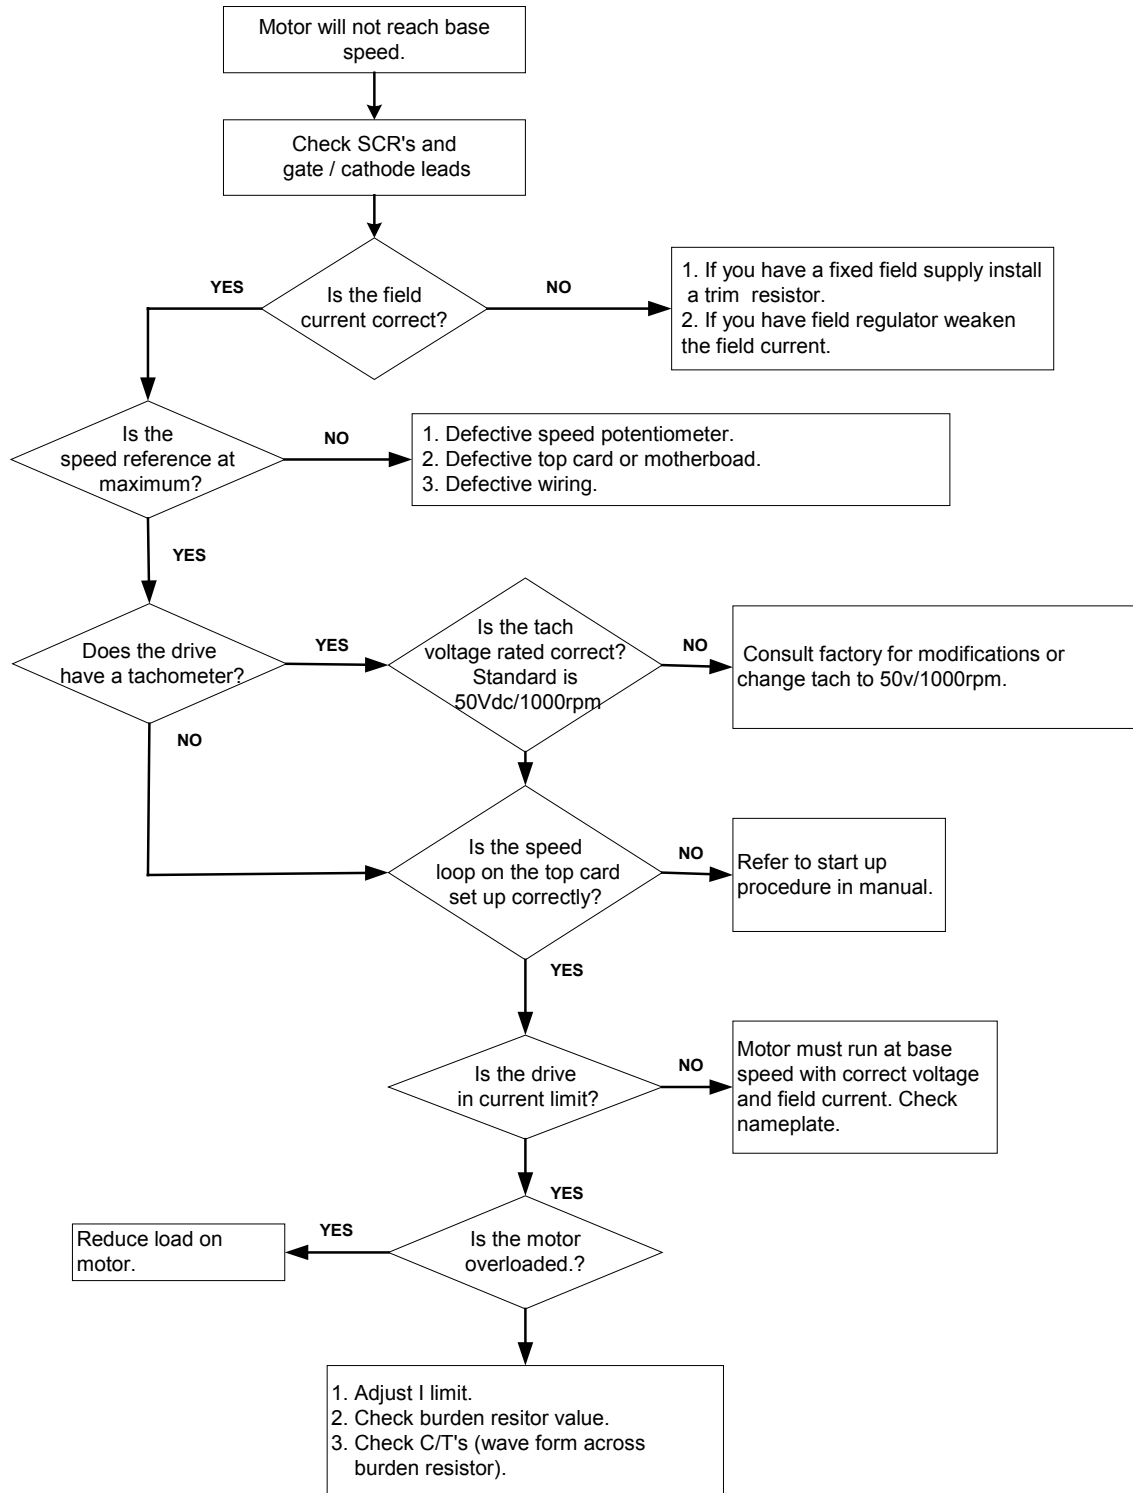 Motor will not reach base
speed.
Check SCR's and
gate / cathode leads
YES
Is the field
current correct?
NO
1. If you have a fixed field supply install
a trim  resistor.
2. If you have field regulator weaken
the field current.
Is the
speed reference at
maximum?
NO
1. Defective speed potentiometer.
2. Defective top card or motherboad.
3. Defective wiring.
YES
Does the drive
have a tachometer?
YES
Is the tach
voltage rated correct?
Standard is
50Vdc/1000rpm
NO
Consult factory for modifications or
change tach to 50v/1000rpm.
NO
Is the speed
loop on the top card
set up correctly?
NO
Refer to start up
procedure in manual.
YES
Is the drive
in current limit?
NO
Motor must run at base
speed with correct voltage
and field current. Check
nameplate.
YES
Is the motor
overloaded.?
YES
Reduce load on
motor.
1. Adjust I limit.
2. Check burden resitor value.
3. Check C/T's (wave form across
burden resistor).